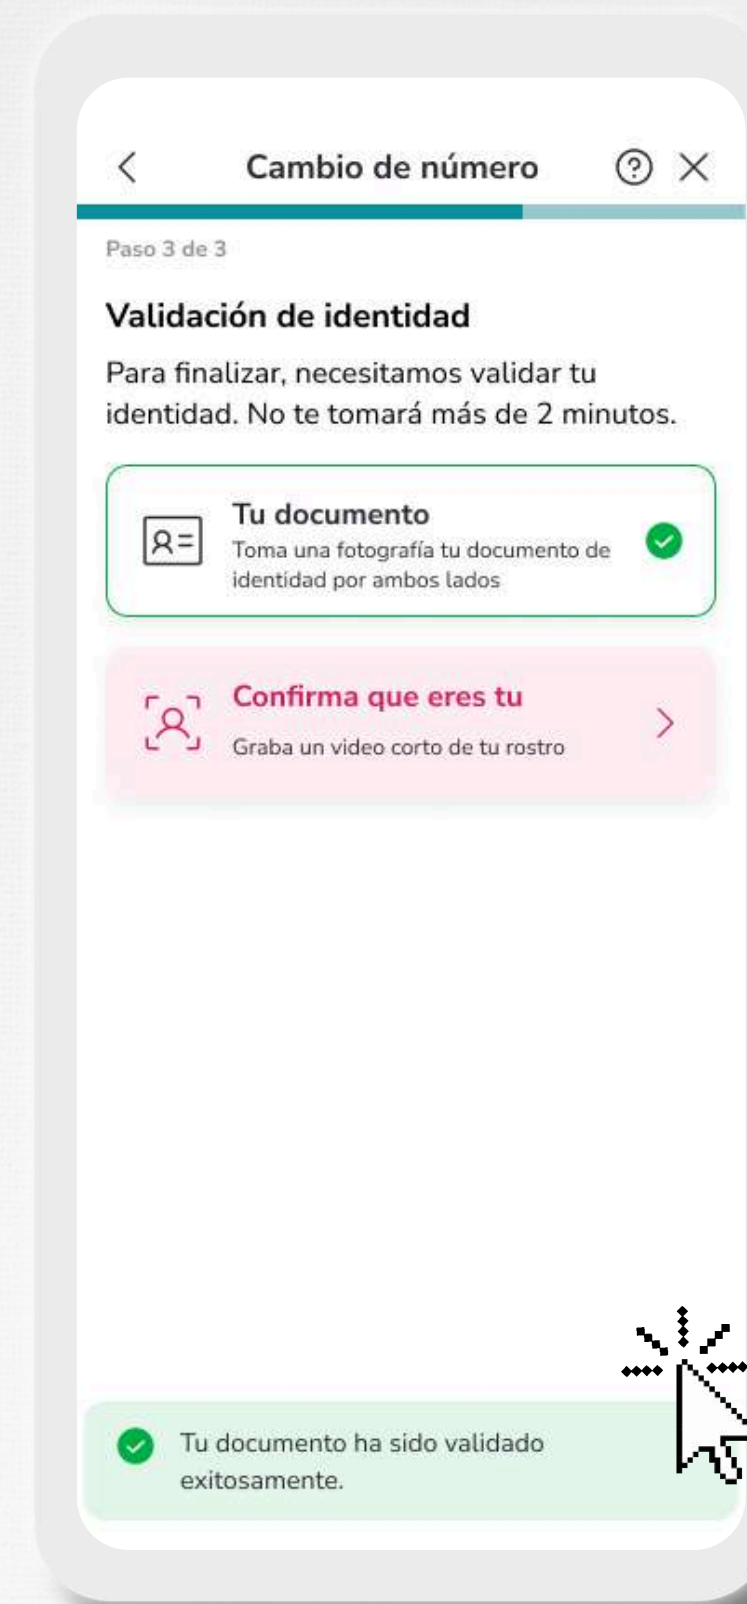 Cambio de número
Paso 3 de 3
Validación de identidad
Para finalizar, necesitamos validar tu
identidad. No te tomará más de 2 minutos.
Tu documento
Toma una fotografía tu documento de
identidad por ambos lados
Confirma que eres tu
Graba un video corto de tu rostro
Tu documento ha sido validado
exitosamente.